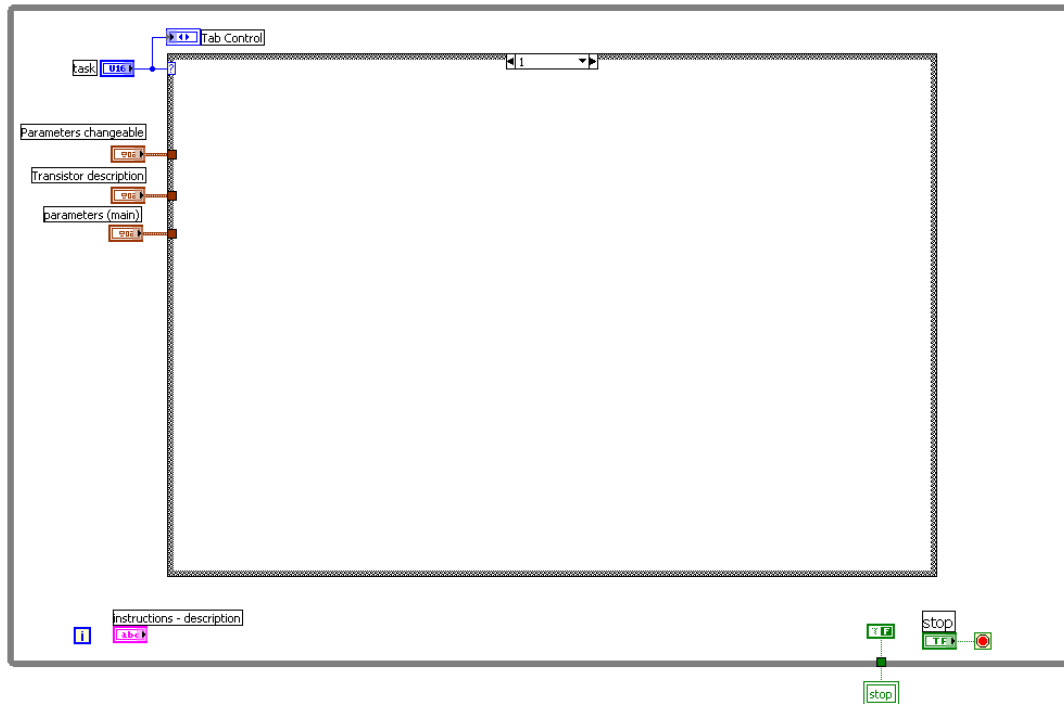 Tab Control
task
U16
?
1
Parameters changeable
Transistor description
parameters (main)
instructions - description
i
abc
stop
TF
F
stop